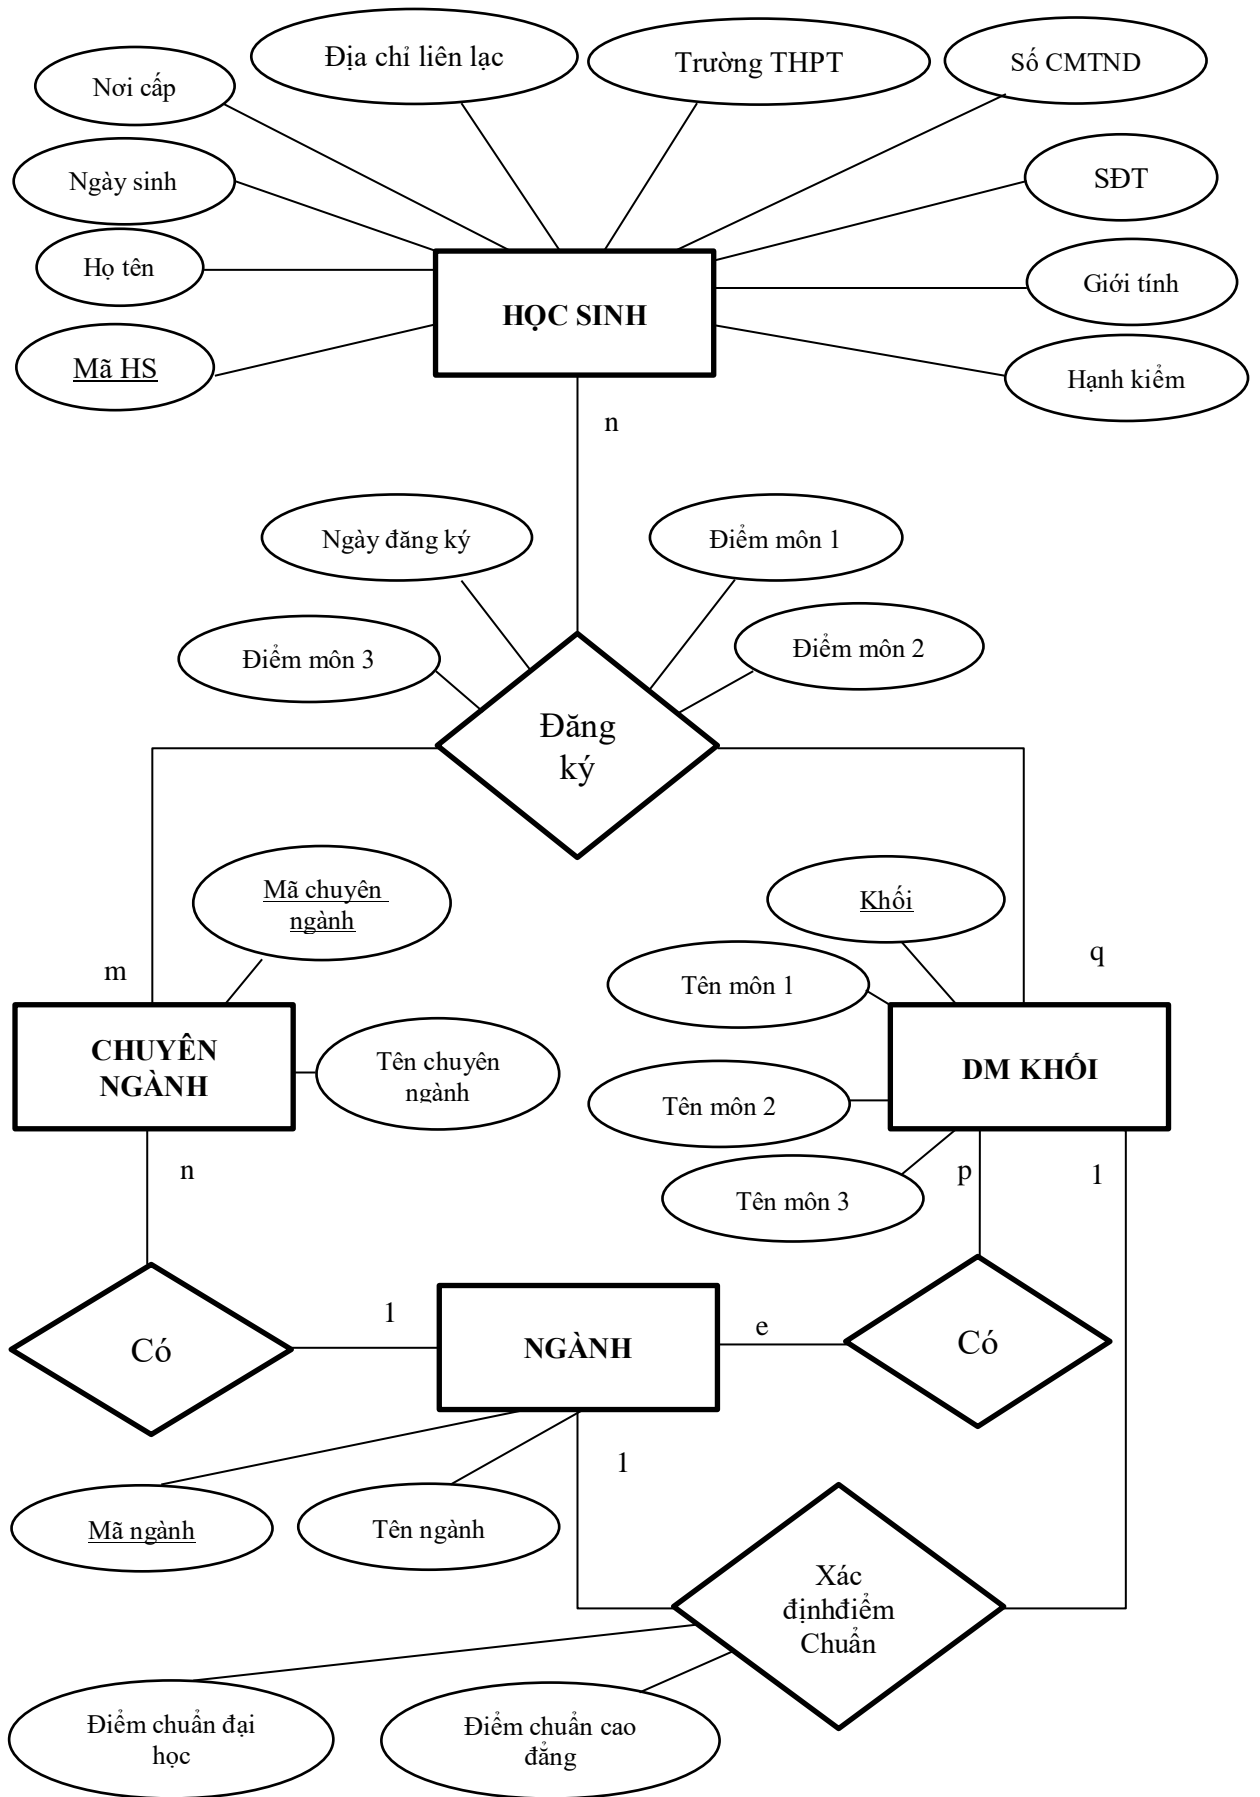 Địa chỉ liên lạc
Trường THPT
Số CMTND
Nơi cấp
Ngày sinh
SĐT
Họ tên
Giới tính
HỌC SINH
Mã HS
Hạnh kiểm
n
Ngày đăng ký
Điểm môn 1
Điểm môn 3
Điểm môn 2
Đăng
ký
Mã chuyên
ngành
Khối
m
q
Tên môn 1
CHUYÊN
NGÀNH
Tên chuyên
ngành
DM KHỐI
Tên môn 2
n
p
1
Tên môn 3
Có
1
NGÀNH
e
Có
1
Mã ngành
Tên ngành
Xác
địnhđiểm
Chuẩn
Điểm chuẩn đại
học
Điểm chuẩn cao
đẳng